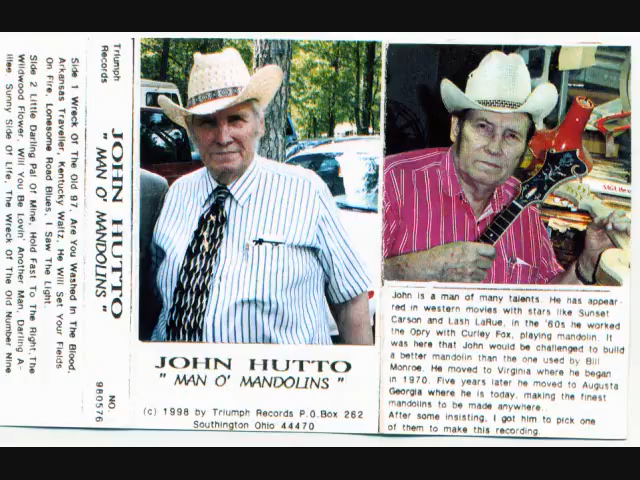 Side 1 Wreck Of The Old 97, Are You Washed In The Blood,
Arkansas Traveller, Kentucky Waltz, He Will Set Your Fields
On Fire, Lonesome Road Blues, I Saw The Light.
Side 2 Little Darling Pal Of Mine, Hold Fast To The Right, The
Wildwood Flower, Will You Be Lovin' Another Man, Darling A-
llee, Sunny Side Of Life, The Wreck Of The Old Number Nine
Triumph
Records
JOHN HUTTO
" MAN O' MANDOLINS "
NO
980576
JOHN HUTTO
" MAN O' MANDOLINS "
(c) 1998 by Triumph Records P.O.Box 262
Southington Ohio 44470
John is a man of many talents. He has appear-
red in western movies with stars like Sunset
Carson and Lash LaRue, in the '60s he worked
the Opry with Curley Fox, playing mandolin. It
was here that John would be challenged to build
a better mandolin than the one used by Bill
Monroe. He moved to Virginia where he began
in 1970. Five years later he moved to Augusta
Georgia where he is today, making the finest
mandolins to be made anywhere..
After some insisting, I got him to pick one
of them to make this recording.